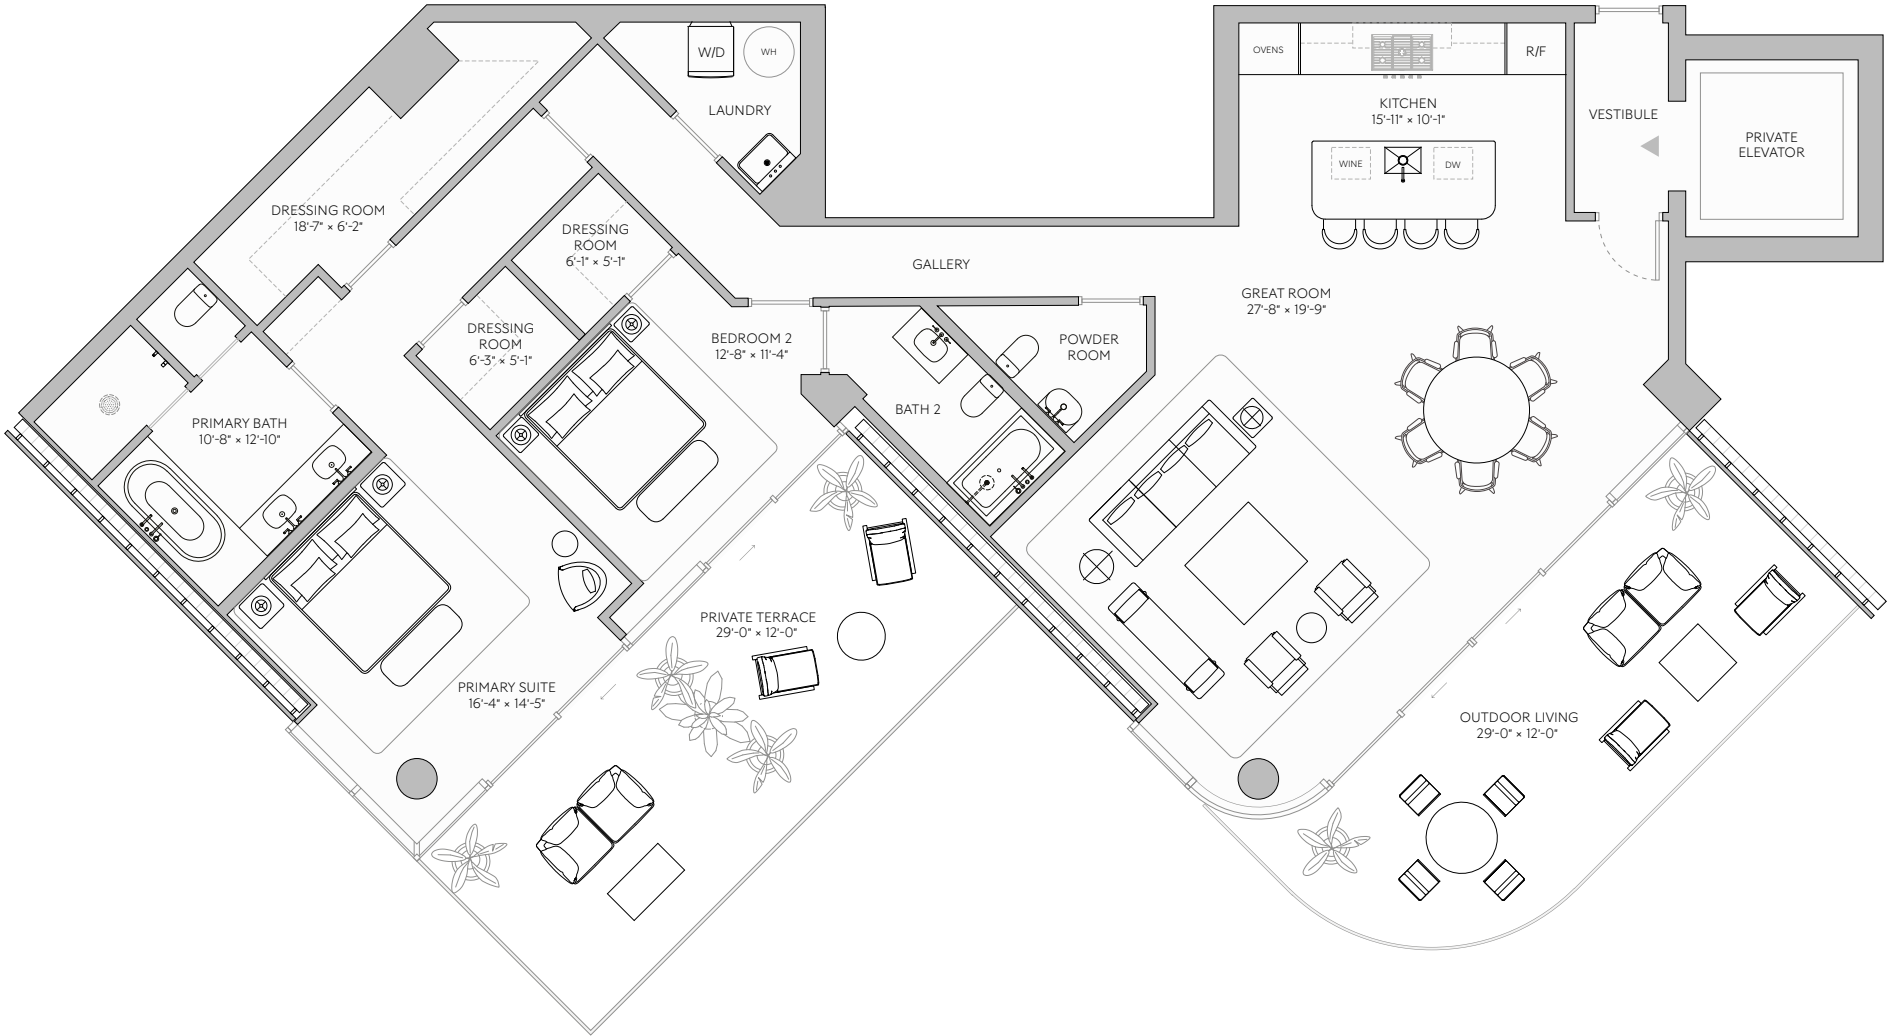 W/D
WH
LAUNDRY
OVENS
R/F
KITCHEN
15'-11" × 10'-1"
VESTIBULE
PRIVATE
ELEVATOR
WINE
DW
DRESSING ROOM
18'-7" × 6'-2"
DRESSING
ROOM
6'-1" × 5'-1"
GALLERY
GREAT ROOM
27'-8" × 19'-9"
DRESSING
ROOM
6'-3" × 5'-1"
BEDROOM 2
12'-8" × 11'-4"
POWDER
ROOM
BATH 2
PRIMARY BATH
10'-8" × 12'-10"
PRIVATE TERRACE
29'-0" × 12'-0"
PRIMARY SUITE
16'-4" × 14'-5"
OUTDOOR LIVING
29'-0" × 12'-0"